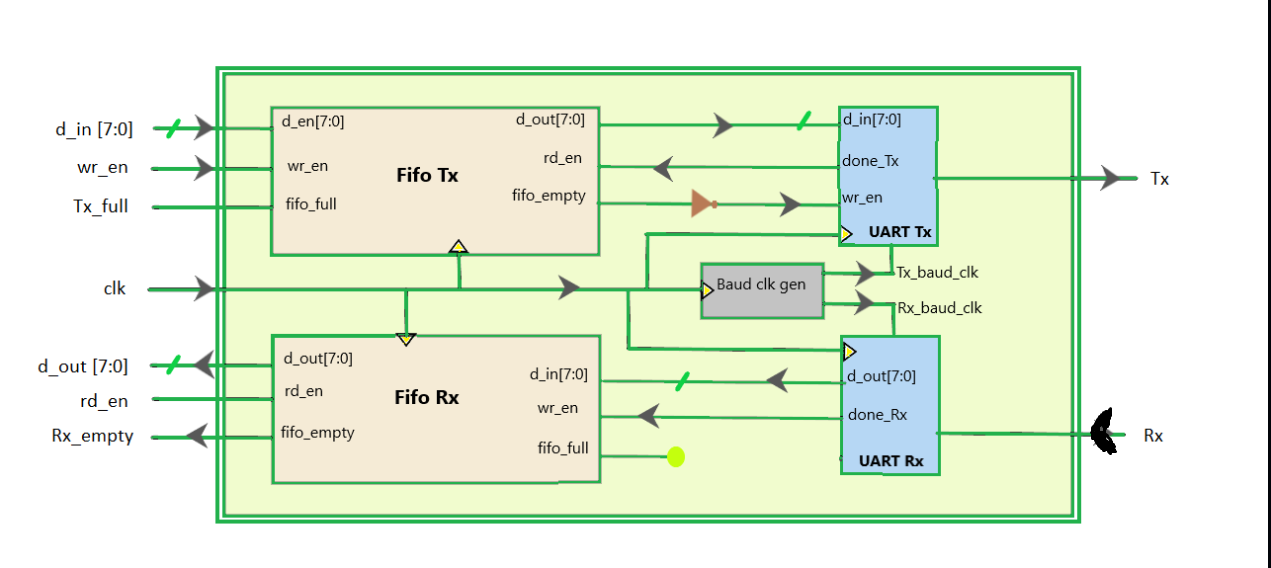 d_in [7:0]
wr_en
Tx_full
clk
d_out [7:0]
rd_en
Rx_empty
d_en[7:0]
wr_en
fifo_full
Fifo Tx
d_out[7:0]
rd_en
fifo_empty
d_in[7:0]
done_Tx
wr_en
UART Tx
Tx
Baud clk gen
Tx_baud_clk
Rx_baud_clk
d_out[7:0]
rd_en
fifo_empty
Fifo Rx
d_in[7:0]
wr_en
fifo_full
d_out[7:0]
done_Rx
UART Rx
Rx